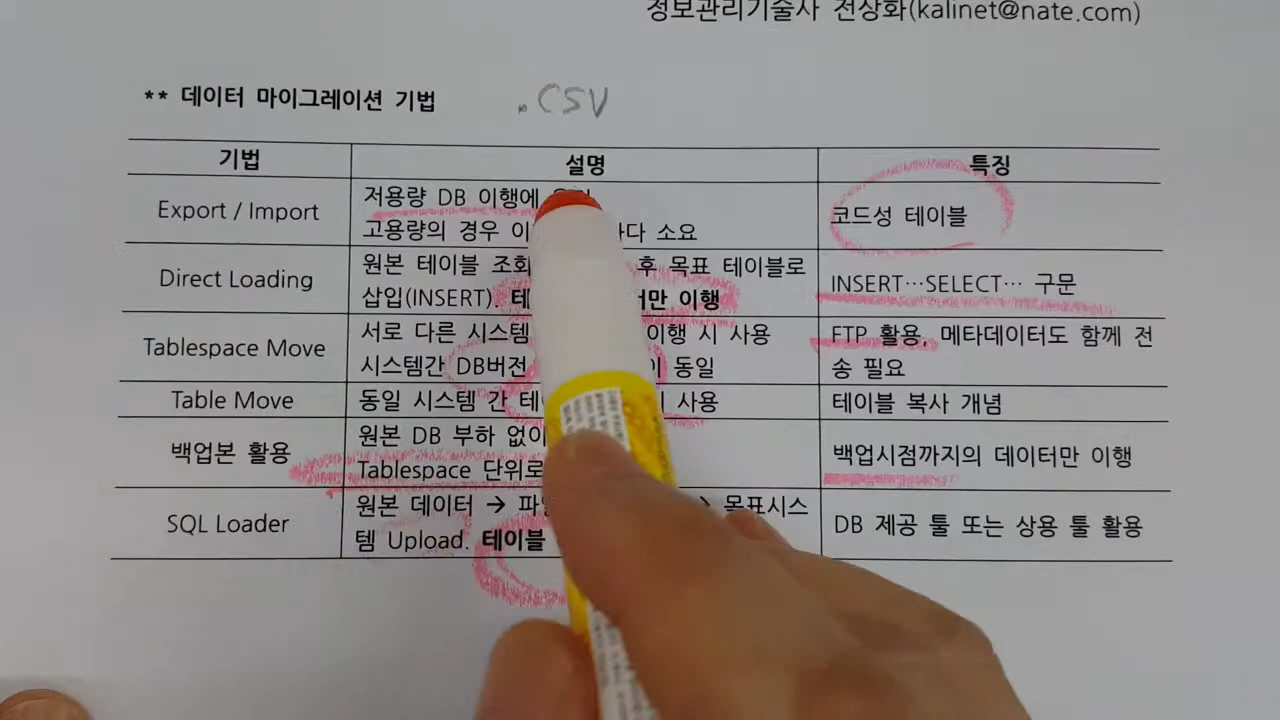 정보관리기술사 전상화(kalinet@nate.com)
** 데이터 마이그레이션 기법
.CSV
기법 설명 특징
Export / Import
저용량 DB 이행에
고용량의 경우 소요
코드성 테이블
Direct Loading
원본 테이블 조회 후 목표 테이블로
삽입(INSERT). 이행
INSERT…SELECT… 구문
Tablespace Move
서로 다른 시스템 이행 시 사용
시스템간 DB버전 동일
FTP 활용, 메타데이터도 함께 전
송 필요
Table Move
동일 시스템 간 사용
테이블 복사 개념
백업본 활용
원본 DB 부하 없이
Tablespace 단위로
백업시점까지의 데이터만 이행
SQL Loader
원본 데이터 → → 목표시스
템 Upload. 테이블
DB 제공 툴 또는 상용 툴 활용